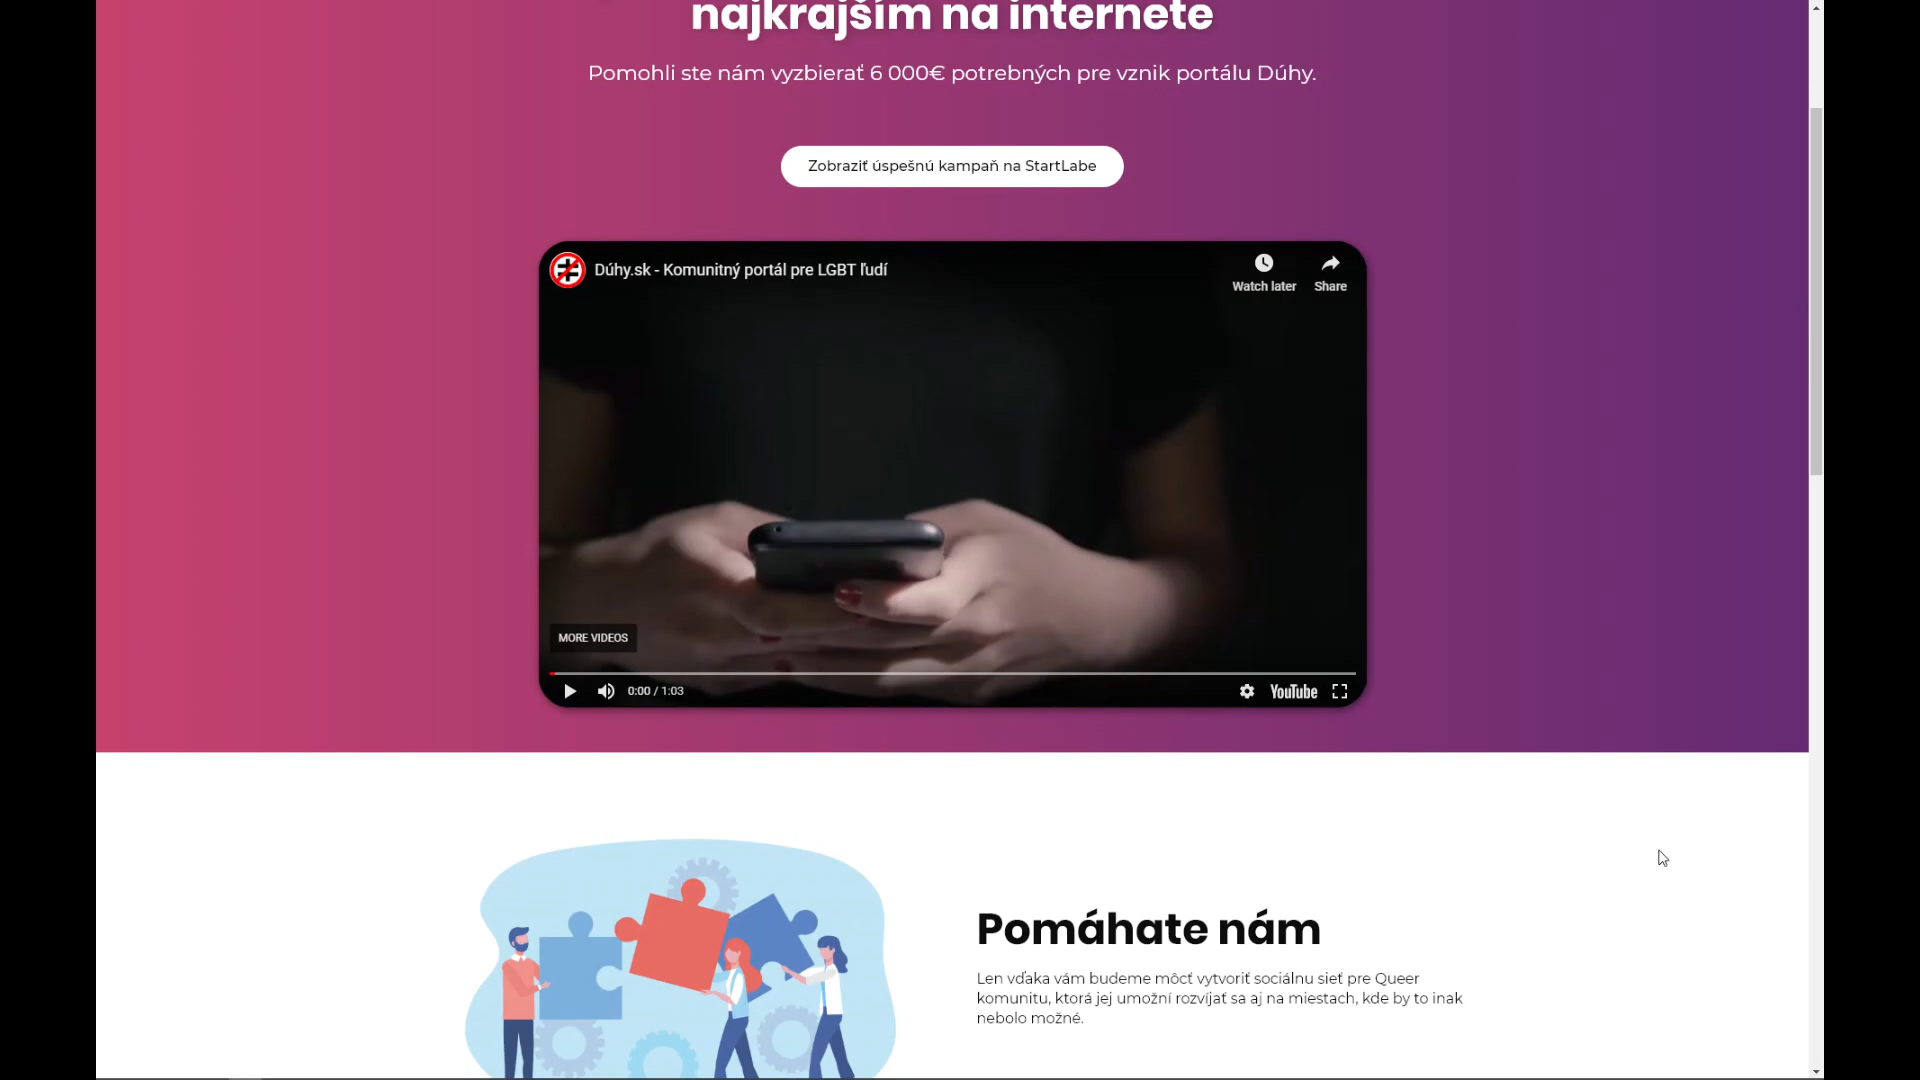 najkrajším na internete
Pomohli ste nám vyzbierať 6 000€ potrebných pre vznik portálu Dúhy.
Zobraziť úspešnú kampaň na StartLabe
Dúhy.sk - Komunitný portál pre LGBT ľudí
Watch later
Share
MORE VIDEOS
0:00 / 1:03
YouTube
Pomáhate nám
Len vďaka vám budeme môcť vytvoriť sociálnu sieť pre Queer
komunitu, ktorá jej umožní rozvíjať sa aj na miestach, kde by to inak
nebolo možné.